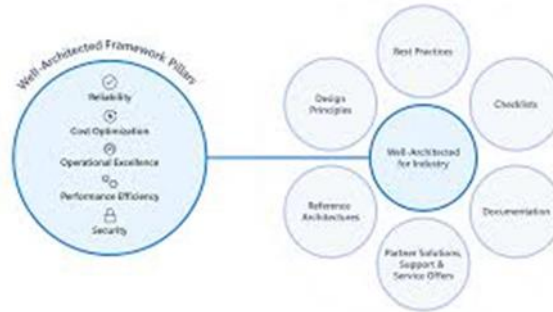 Well-Architected Framework Pillars
Reliability
Cost Optimization
Operational Excellence
Performance Efficiency
Security
Best Practices
Design
Principles
Checklists
Well-Architected
for Industry
Reference
Architectures
Documentation
Partner Solutions,
Support &
Service Offers